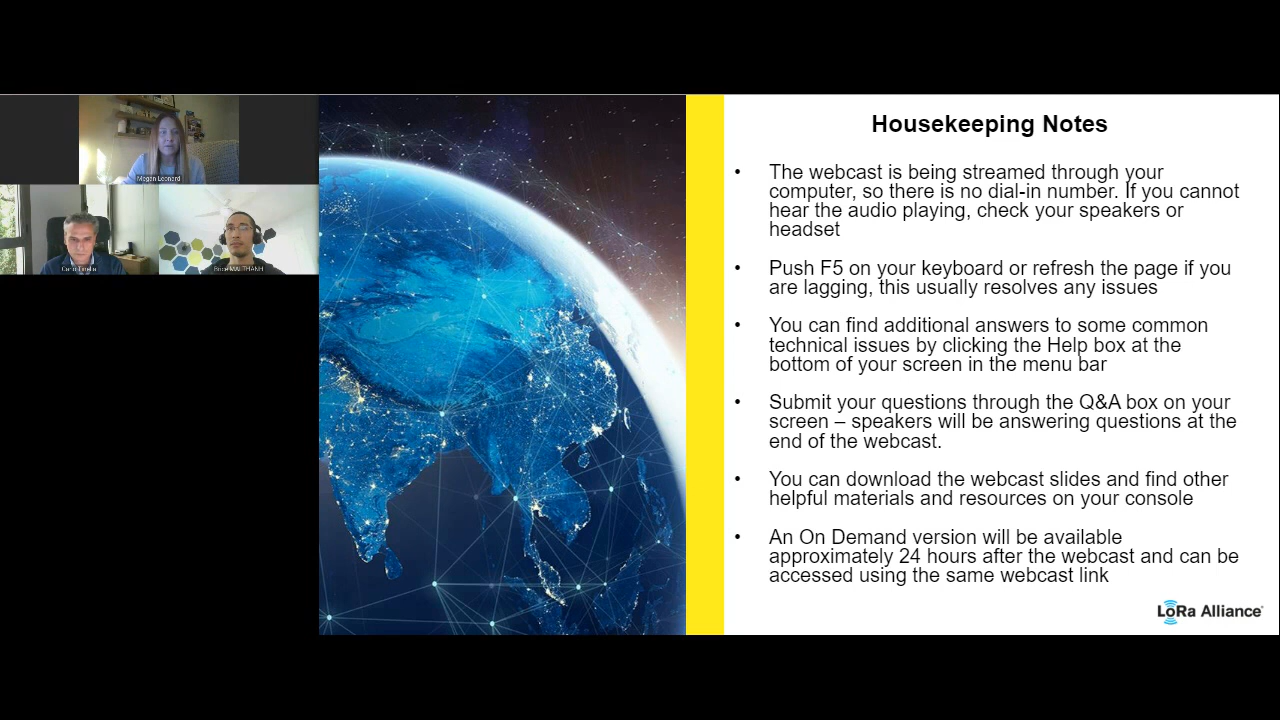 Megan Leonard
Brice MAI THANH
Housekeeping Notes
• The webcast is being streamed through your
computer, so there is no dial-in number. If you cannot
hear the audio playing, check your speakers or
headset
• Push F5 on your keyboard or refresh the page if you
are lagging, this usually resolves any issues
• You can find additional answers to some common
technical issues by clicking the Help box at the
bottom of your screen in the menu bar
• Submit your questions through the Q&A box on your
screen – speakers will be answering questions at the
end of the webcast.
• You can download the webcast slides and find other
helpful materials and resources on your console
• An On Demand version will be available
approximately 24 hours after the webcast and can be
accessed using the same webcast link
LoRa Alliance